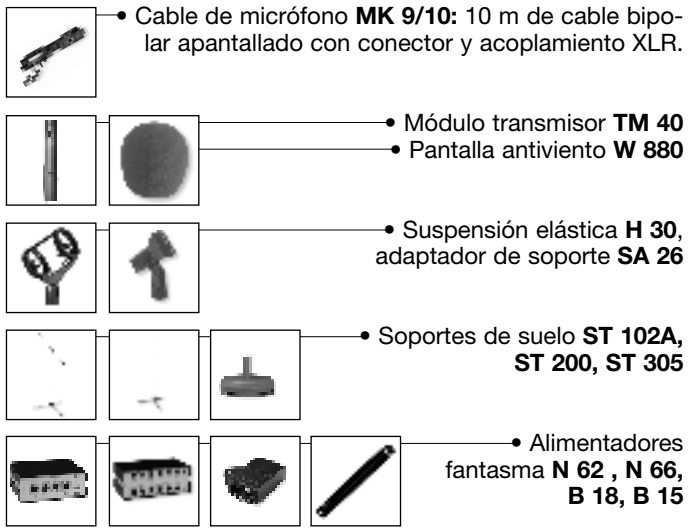 • Cable de micrófono MK 9/10: 10 m de cable bipo-
lar apantallado con conector y acoplamiento XLR.
• Módulo transmisor TM 40
• Pantalla antiviento W 880
• Suspensión elástica H 30,
adaptador de soporte SA 26
• Soportes de suelo ST 102A,
ST 200, ST 305
• Alimentadores
fantasma N 62 , N 66,
B 18, B 15